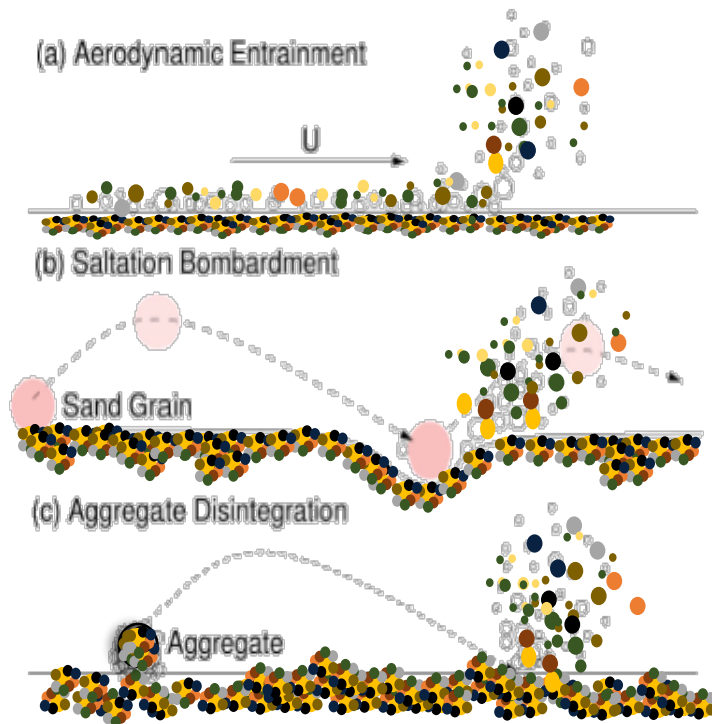 (a) Aerodynamic Entrainment
U
(b) Saltation Bombardment
Sand Grain
(c) Aggregate Disintegration
Aggregate